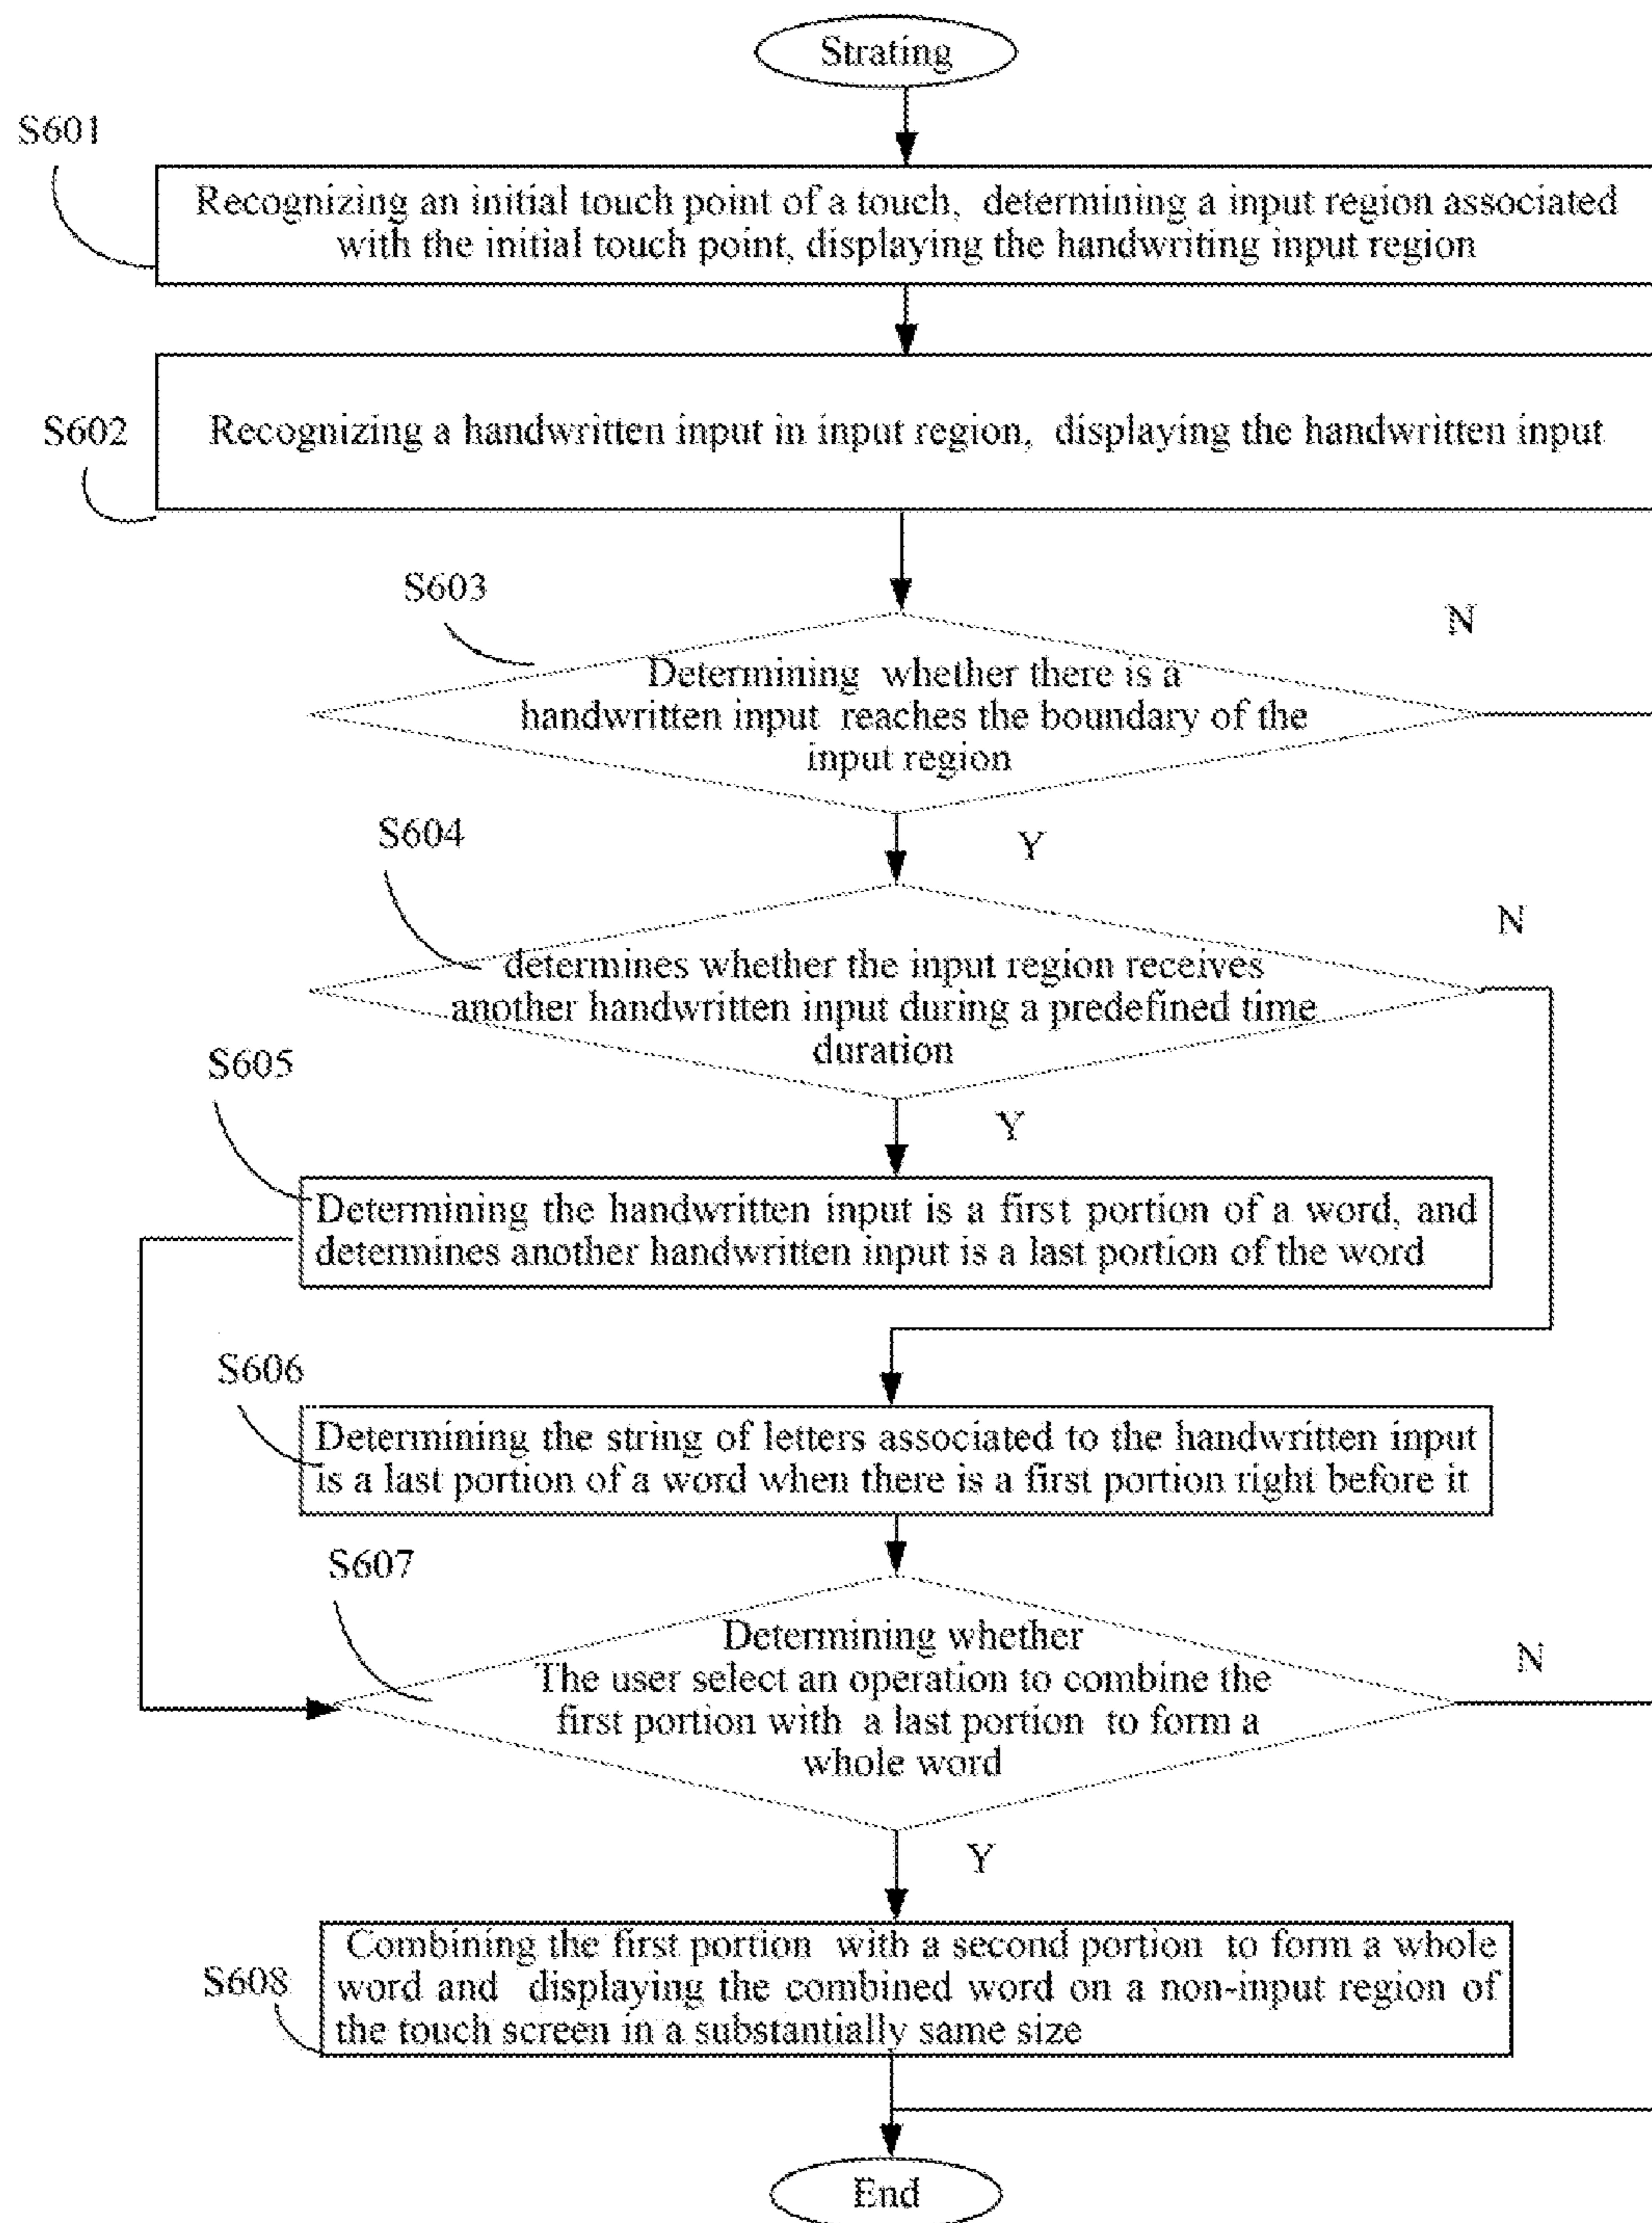 Strating
S601
Recognizing an initial touch point of a touch, determining a input region associated
with the initial touch point, displaying the handwriting input region
S602
Recognizing a handwritten input in input region, displaying the handwritten input
S603
N
Determining whether there is a
handwritten input reaches the boundary of the
input region
Y
S604
N
determines whether the input region receives
another handwritten input during a predefined time
duration
Y
S605
Determining the handwritten input is a first portion of a word, and
determines another handwritten input is a last portion of the word
S606
Determining the string of letters associated to the handwritten input
is a last portion of a word when there is a first portion right before it
S607
N
Determining whether
The user select an operation to combine the
first portion with a last portion to form a
whole word
Y
S608
Combining the first portion with a second portion to form a whole
word and displaying the combined word on a non-input region of
the touch screen in a substantially same size
End